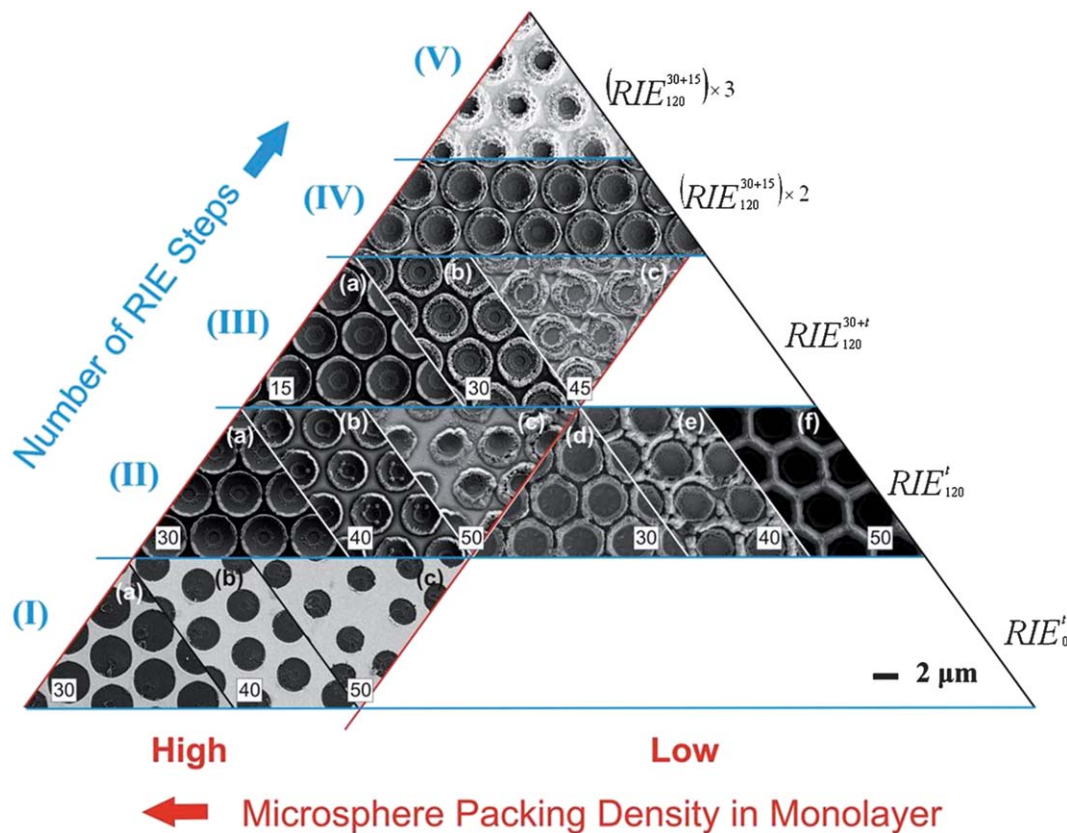 (V)
(RIE 30+15 120) × 3
(IV)
(RIE 30+15 120) × 2
Number of RIE Steps
(III)
(a)
(b)
(c)
15
30
45
RIE 30+t 120
(II)
(a)
(b)
(c)
(d)
(e)
(f)
30
40
50
30
40
50
RIE t 120
(I)
(a)
(b)
(c)
30
40
50
RIE t 0
2 µm
High
Low
Microsphere Packing Density in Monolayer